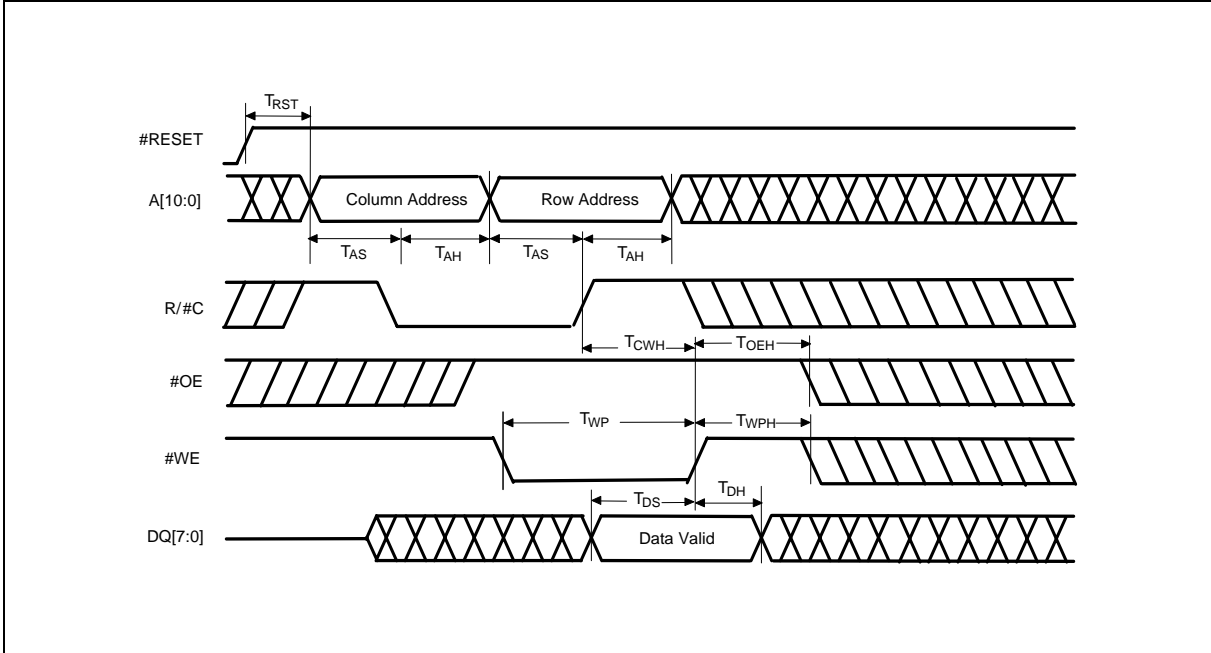 TRST
#RESET
A[10:0]
Column Address
Row Address
TAS
TAH
TAS
TAH
R/#C
TCWH
TOEH
#OE
TWP
TWPH
#WE
TDS
TDH
DQ[7:0]
Data Valid